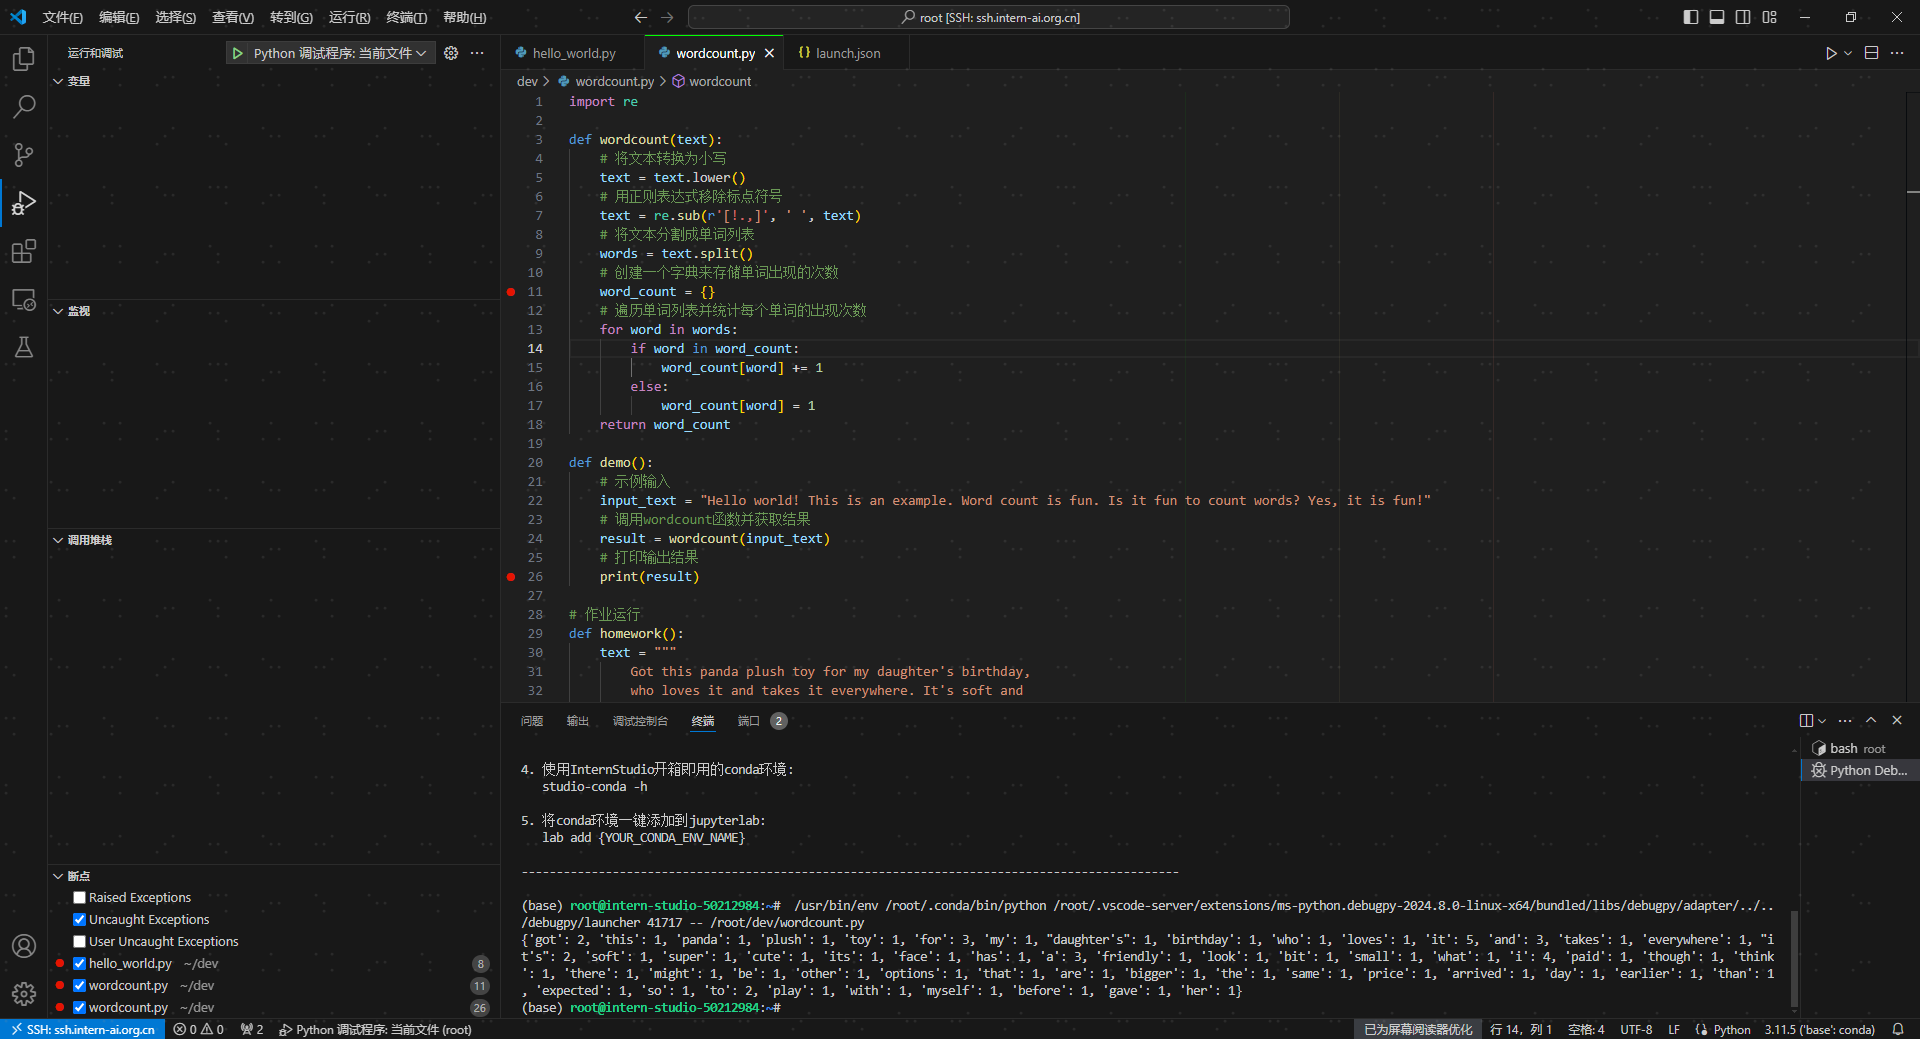 文件(F) 编辑(E) 选择(S) 查看(V) 转到(G) 运行(R) 终端(T) 帮助(H)
root [SSH: ssh.intern-ai.org.cn]
运行和调试
Python 调试程序: 当前文件
hello_world.py
wordcount.py
launch.json
变量
dev > wordcount.py > wordcount
1 import re
2
3 def wordcount(text):
4 # 将文本转换为小写
5 text = text.lower()
6 # 用正则表达式移除标点符号
7 text = re.sub(r'[!.,]', ' ', text)
8 # 将文本分割成单词列表
9 words = text.split()
10 # 创建一个字典来存储单词出现的次数
11 word_count = {}
12 # 遍历单词列表并统计每个单词的出现次数
13 for word in words:
14 if word in word_count:
15 word_count[word] += 1
16 else:
17 word_count[word] = 1
18 return word_count
19
20 def demo():
21 # 示例输入
22 input_text = "Hello world! This is an example. Word count is fun. Is it fun to count words? Yes, it is fun!"
23 # 调用wordcount函数并获取结果
24 result = wordcount(input_text)
25 # 打印输出结果
26 print(result)
27
28 # 作业运行
29 def homework():
30 text = """
31 Got this panda plush toy for my daughter's birthday,
32 who loves it and takes it everywhere. It's soft and
监视
调用堆栈
断点
Raised Exceptions
Uncaught Exceptions
User Uncaught Exceptions
hello_world.py ~/dev 8
wordcount.py ~/dev 11
wordcount.py ~/dev 26
问题 输出 调试控制台 终端 端口 2
bash root
Python Deb...
4. 使用InternStudio开箱即用的conda环境:
studio-conda -h
5. 将conda环境一键添加到jupyterlab:
lab add {YOUR_CONDA_ENV_NAME}
----------------------------------------------------------------------------------------------
(base) root@intern-studio-50212984:~#  /usr/bin/env /root/.conda/bin/python /root/.vscode-server/extensions/ms-python.debugpy-2024.8.0-linux-x64/bundled/libs/debugpy/adapter/../..
/debugpy/launcher 41717 -- /root/dev/wordcount.py
{'got': 2, 'this': 1, 'panda': 1, 'plush': 1, 'toy': 1, 'for': 3, 'my': 1, "daughter's": 1, 'birthday': 1, 'who': 1, 'loves': 1, 'it': 5, 'and': 3, 'takes': 1, 'everywhere': 1, "i
t's": 2, 'soft': 1, 'super': 1, 'cute': 1, 'its': 1, 'face': 1, 'has': 1, 'a': 3, 'friendly': 1, 'look': 1, 'bit': 1, 'small': 1, 'what': 1, 'i': 4, 'paid': 1, 'though': 1, 'think
': 1, 'there': 1, 'might': 1, 'be': 1, 'other': 1, 'options': 1, 'that': 1, 'are': 1, 'bigger': 1, 'the': 1, 'same': 1, 'price': 1, 'arrived': 1, 'day': 1, 'earlier': 1, 'than': 1
, 'expected': 1, 'so': 1, 'to': 2, 'play': 1, 'with': 1, 'myself': 1, 'before': 1, 'gave': 1, 'her': 1}
(base) root@intern-studio-50212984:~#
SSH: ssh.intern-ai.org.cn 0 0 2 Python 调试程序: 当前文件 (root) 已为屏幕阅读器优化 行 14, 列 1 空格: 4 UTF-8 LF Python 3.11.5 ('base': conda)